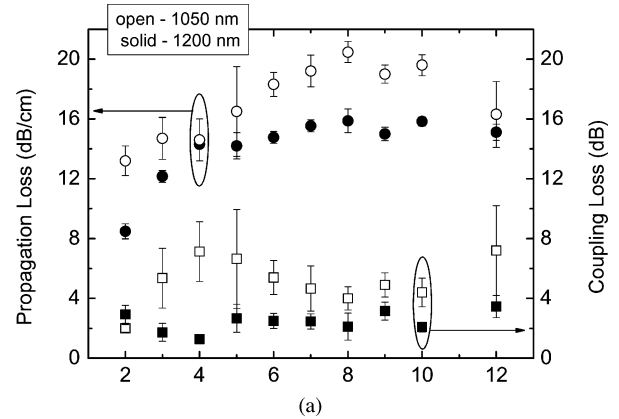 open - 1050 nm
solid - 1200 nm
Propagation Loss (dB/cm)
20
16
12
8
4
0
20
16
12
8
4
0
Coupling Loss (dB)
2 4 6 8 10 12
(a)